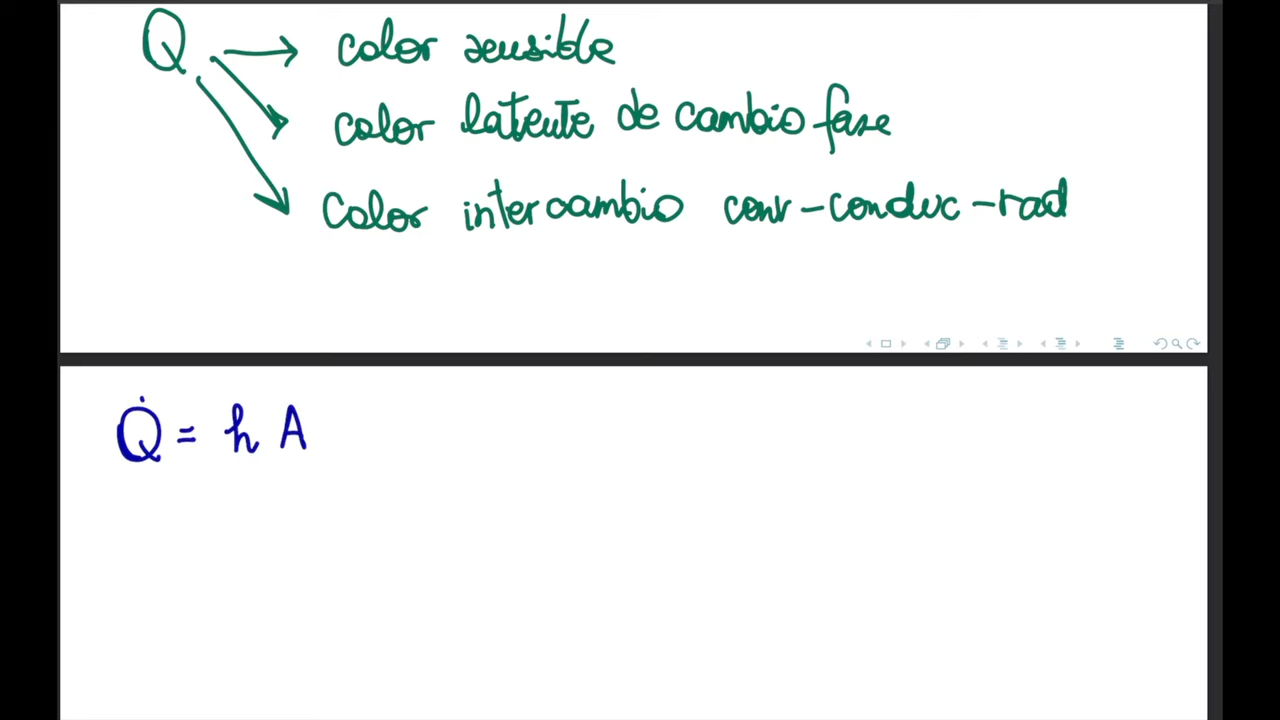 Q → calor sensible
calor latente de cambio fase
calor intercambio conv-conduc-rad
Q̇ = h A